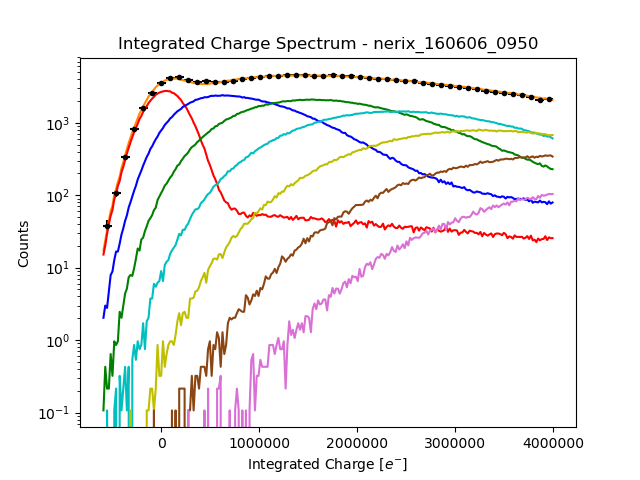 Integrated Charge Spectrum - nerix_160606_0950
Counts
10³
10²
10¹
10⁰
10⁻¹
0 1000000 2000000 3000000 4000000
Integrated Charge [e⁻]